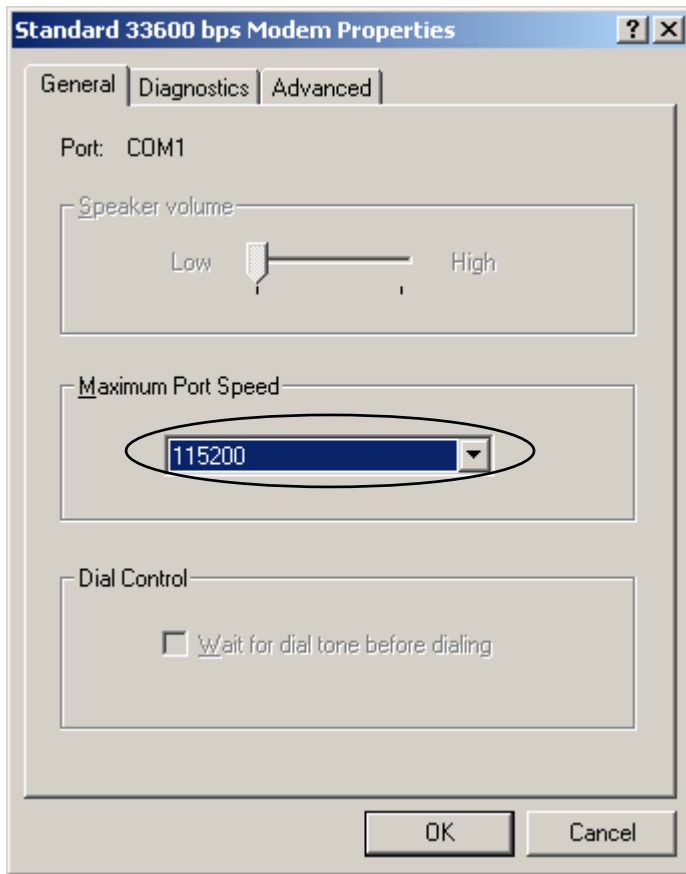 Standard 33600 bps Modem Properties
General Diagnostics Advanced
Port: COM1
Speaker volume
Low High
Maximum Port Speed
115200
Dial Control
Wait for dial tone before dialing
OK Cancel